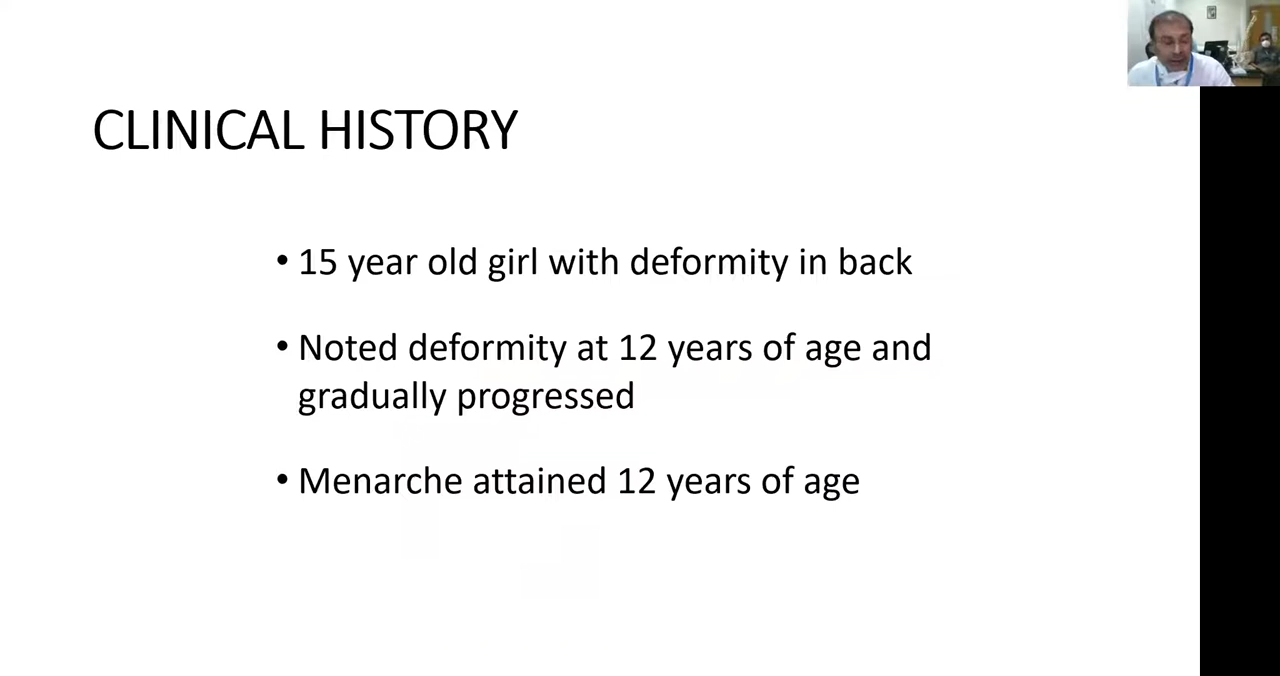 CLINICAL HISTORY
• 15 year old girl with deformity in back
• Noted deformity at 12 years of age and
gradually progressed
• Menarche attained 12 years of age